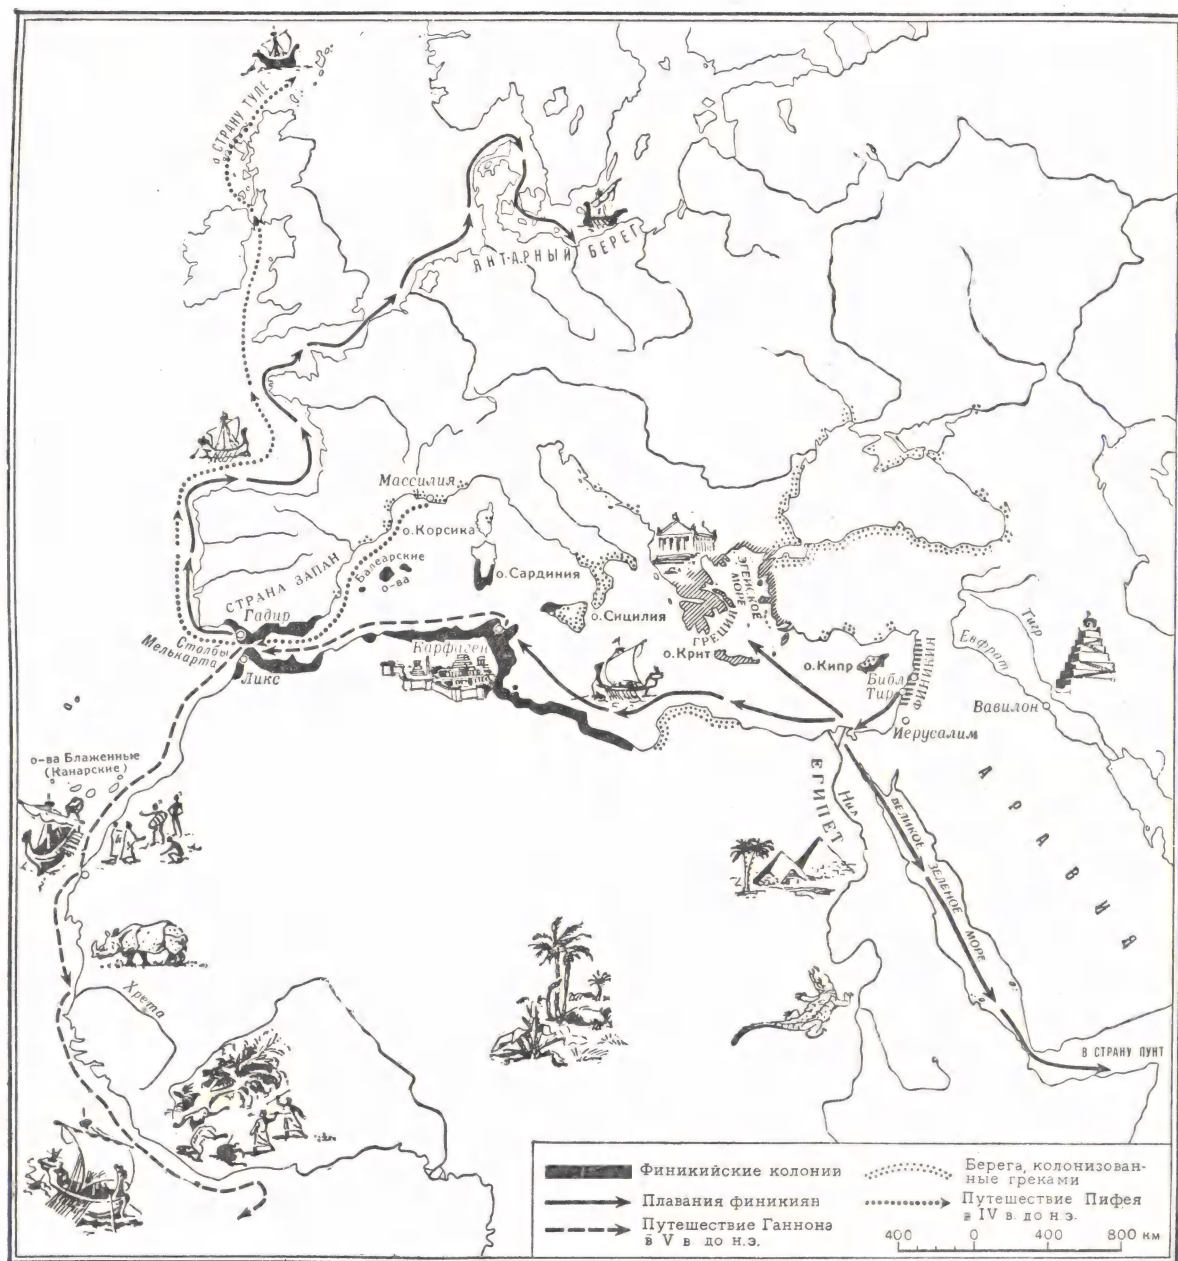 В СТРАНУ ТУЛЕ
ЯНТАРНЫЙ БЕРЕГ
Массилия
о.Корсика
Балеарские
о-ва
о.Сардиния
СТРАНА ЗАПАН
Гадир
Столбы
Мелькарта
Ликс
Карфаген
о.Сицилия
ГРЕЦИЯ
ЭГЕЙСКОЕ
МОРЕ
о.Крит
о.Кипр
Библ
Тир
ФИНИКИЯ
Иерусалим
Тигр
Евфрат
Вавилон
о-ва Блаженные
(Канарские)
ЕГИПЕТ
Нил
ВЕЛИКОЕ ЗЕЛЕНОЕ МОРЕ
АРАВИЯ
Хрета
В СТРАНУ ПУНТ
Финикийские колонии
Плавания финикиян
Путешествие Ганнона
в V в. до н.э.
Берега, колонизован-
ные греками
Путешествие Пифея
в IV в. до н.э.
400 0 400 800 км